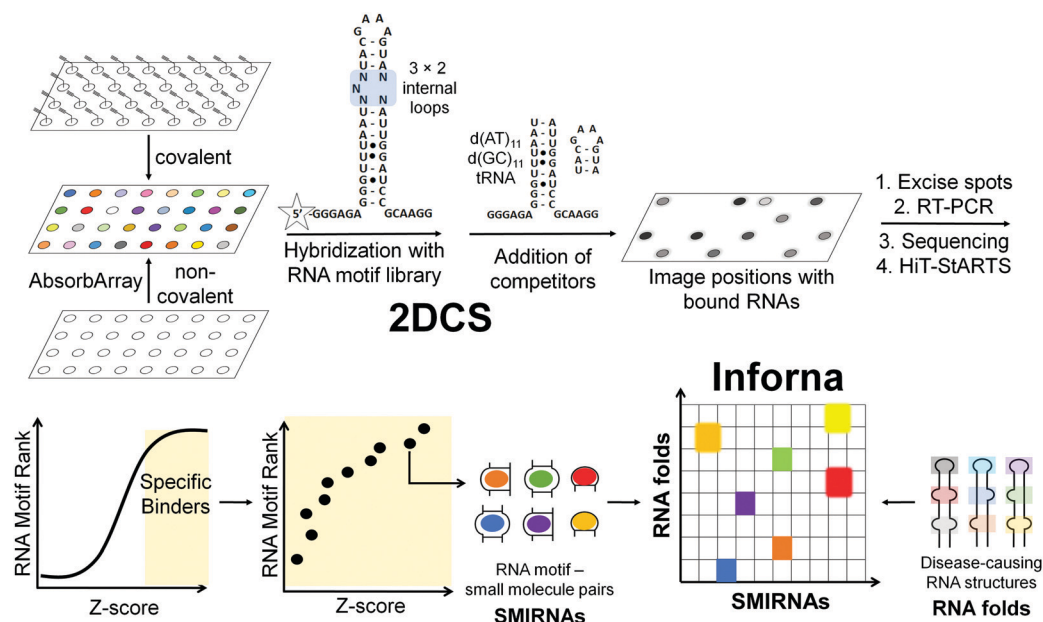 covalent
AbsorbArray
non-
covalent
3 × 2
internal
loops
5'
-GGGAGA
GCAAGG
Hybridization with
RNA motif library
d(AT)11
d(GC)11
tRNA
GGGAGA
GCAAGG
Addition of
competitors
2DCS
Image positions with
bound RNAs
1. Excise spots
2. RT-PCR
3. Sequencing
4. HiT-StARTS
RNA Motif Rank
Specific
Binders
Z-score
RNA Motif Rank
Z-score
RNA motif –
small molecule pairs
SMIRNAs
Inforna
RNA folds
SMIRNAs
Disease-causing
RNA structures
RNA folds